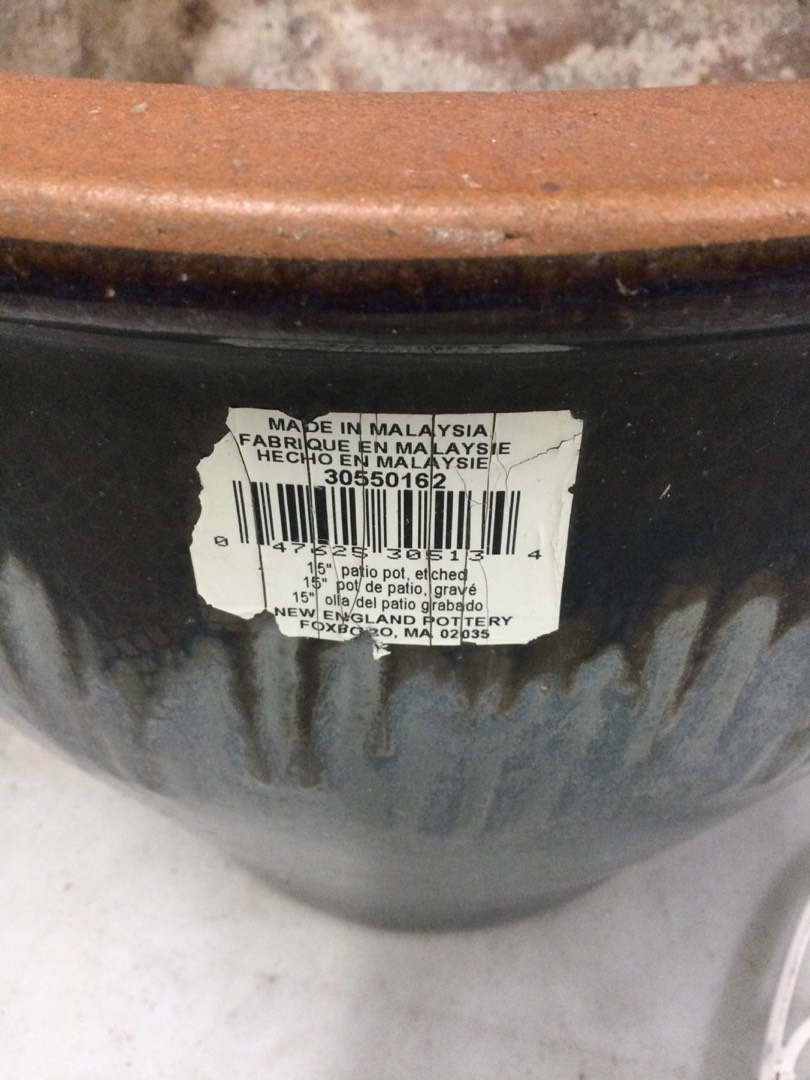 MADE IN MALAYSIA
FABRIQUE EN MALAYSIE
HECHO EN MALAYSIE
30550162
0 47625 30513 4
15" patio pot, etched
15" pot de patio, gravé
15" olla del patio grabado
NEW ENGLAND POTTERY
FOXBORO, MA 02035